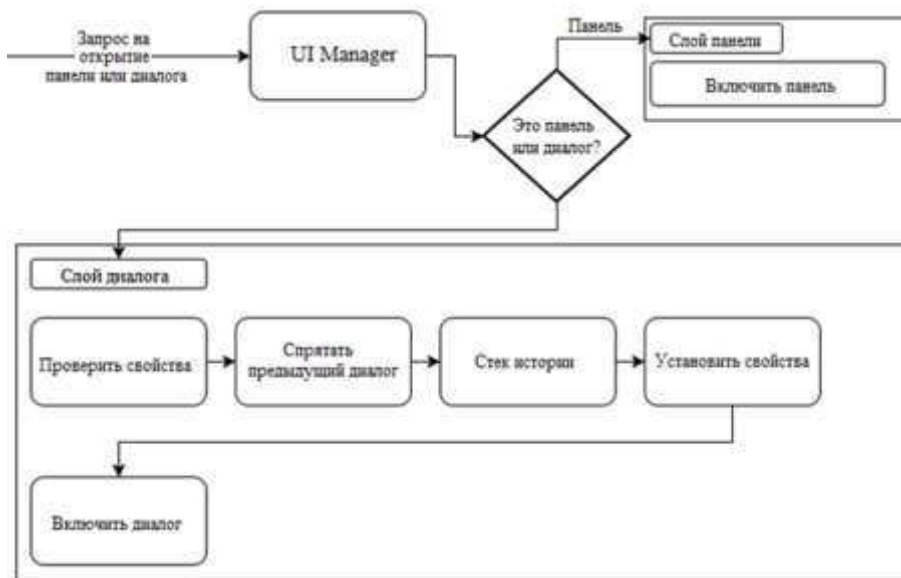 Запрос на
открытие
панели или диалога
UI Manager
Панель
Слой панели
Включить панель
Это панель
или диалог?
Слой диалога
Проверить свойства
Спрятать
предыдущий диалог
Стек истории
Установить свойства
Включить диалог